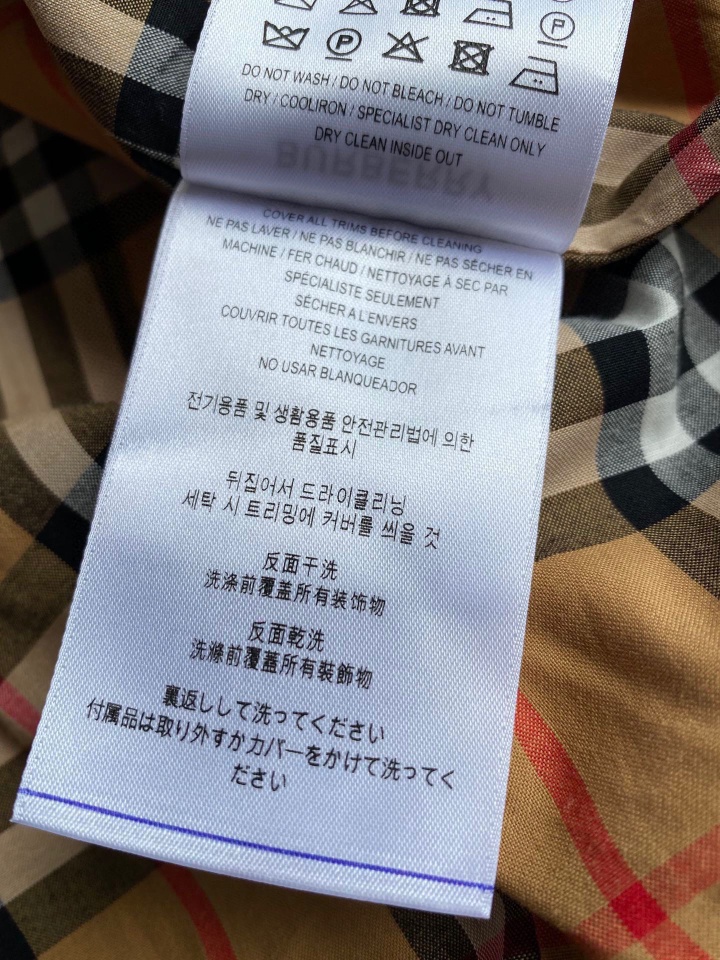 DO NOT WASH / DO NOT BLEACH / DO NOT TUMBLE
DRY / COOLIRON / SPECIALIST DRY CLEAN ONLY
DRY CLEAN INSIDE OUT
BURBERRY
COVER ALL TRIMS BEFORE CLEANING
NE PAS LAVER / NE PAS BLANCHIR / NE PAS SÉCHER EN
MACHINE / FER CHAUD / NETTOYAGE À SEC PAR
SPÉCIALISTE SEULEMENT
SÉCHER A L'ENVERS
COUVRIR TOUTES LES GARNITURES AVANT
NETTOYAGE
NO USAR BLANQUEADOR
전기용품 및 생활용품 안전관리법에 의한
품질표시
뒤집어서 드라이클리닝
세탁 시 트리밍에 커버를 씌울 것
反面干洗
洗涤前覆盖所有装饰物
反面乾洗
洗滌前覆蓋所有裝飾物
裏返しして洗ってください
付属品は取り外すかカバーをかけて洗ってく
ださい